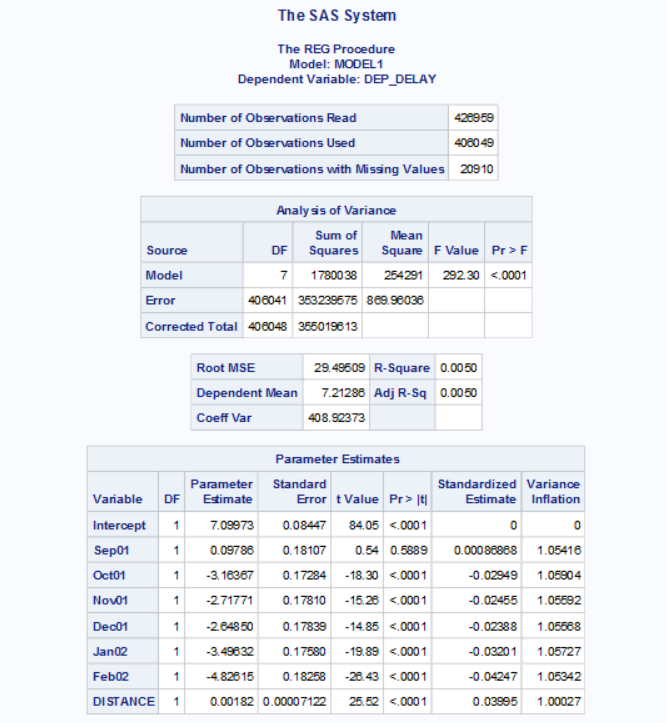 The SAS System
The REG Procedure
Model: MODEL1
Dependent Variable: DEP_DELAY
Number of Observations Read 426959
Number of Observations Used 406049
Number of Observations with Missing Values 20910
Analysis of Variance
Source DF Sum of Squares Mean Square F Value Pr > F
Model 7 1780038 254291 292.30 <.0001
Error 406041 353239575 869.96036
Corrected Total 406048 355019613
Root MSE 29.49509 R-Square 0.0050
Dependent Mean 7.21286 Adj R-Sq 0.0050
Coeff Var 408.92373
Parameter Estimates
Variable DF Parameter Estimate Standard Error t Value Pr > |t| Standardized Estimate Variance Inflation
Intercept 1 7.09973 0.08447 84.05 <.0001 0 0
Sep01 1 0.09786 0.18107 0.54 0.5889 0.00086868 1.05416
Oct01 1 -3.16367 0.17284 -18.30 <.0001 -0.02949 1.05904
Nov01 1 -2.71771 0.17810 -15.26 <.0001 -0.02455 1.05592
Dec01 1 -2.64850 0.17839 -14.85 <.0001 -0.02388 1.05568
Jan02 1 -3.49632 0.17580 -19.89 <.0001 -0.03201 1.05727
Feb02 1 -4.82615 0.18258 -26.43 <.0001 -0.04247 1.05342
DISTANCE 1 0.00182 0.00007122 25.52 <.0001 0.03995 1.00027